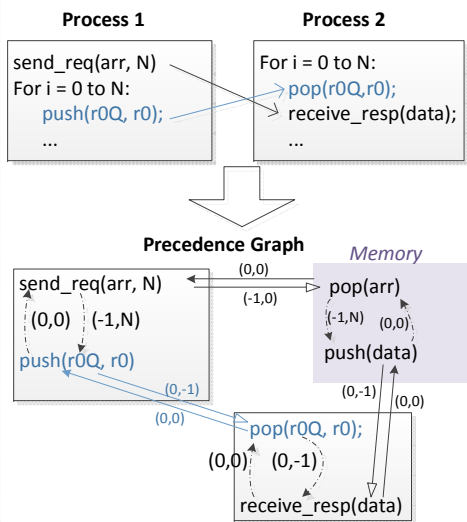 Process 1
Process 2
send_req(arr, N)
For i = 0 to N:
push(r0Q, r0);
...
For i = 0 to N:
pop(r0Q,r0);
receive_resp(data);
...
Precedence Graph
Memory
send_req(arr, N)
(0,0)
(-1,0)
pop(arr)
(0,0)
(-1,N)
(-1,N)
(0,0)
push(r0Q, r0)
push(data)
(0,-1)
(0,0)
(0,-1)
(0,0)
pop(r0Q, r0);
(0,0)
(0,-1)
receive_resp(data)